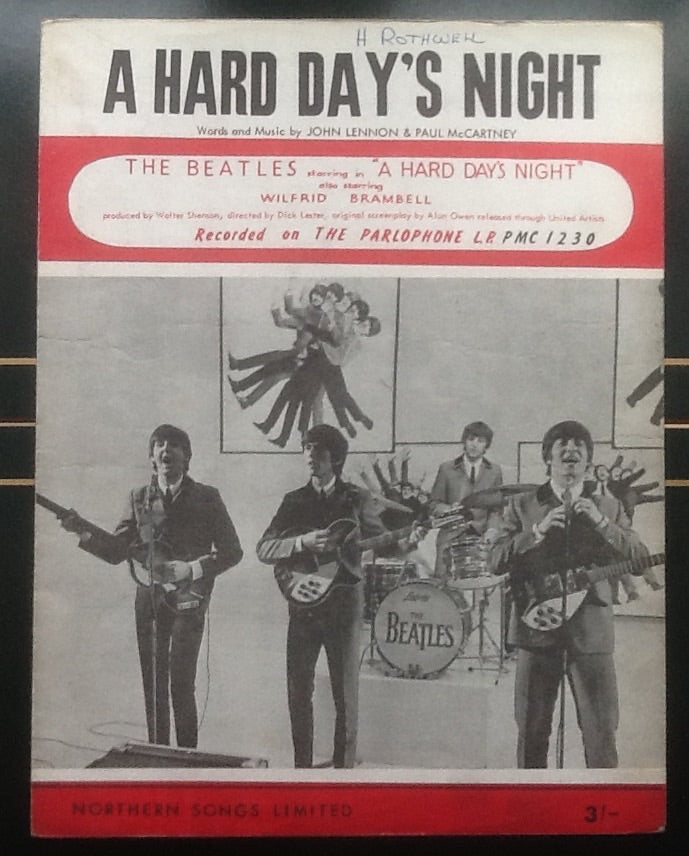 H ROTHWELL
A HARD DAY'S NIGHT
Words and Music by JOHN LENNON & PAUL McCARTNEY
THE BEATLES starring in "A HARD DAY'S NIGHT"
also starring
WILFRID BRAMBELL
produced by Walter Shenson, directed by Dick Lester, original screenplay by Alan Owen released through United Artists
Recorded on THE PARLOPHONE L.P. PMC 1230
Ludwig
THE
BEATLES
NORTHERN SONGS LIMITED 3/-